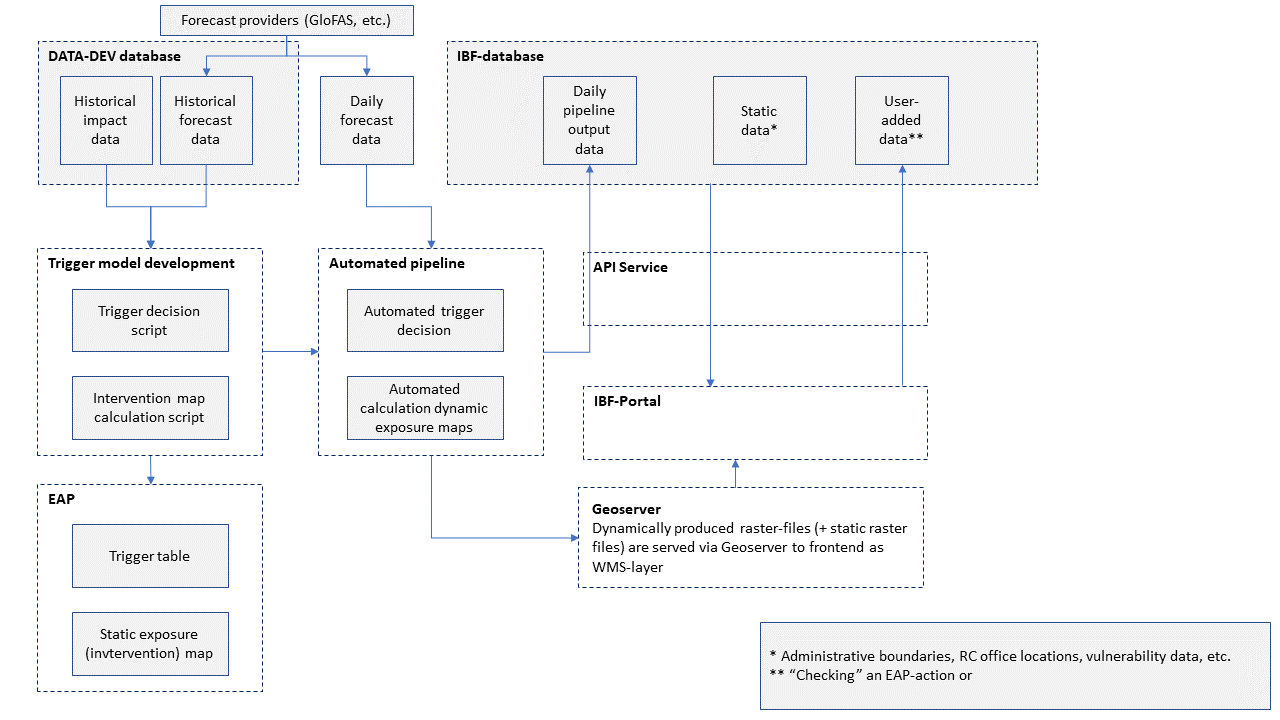 Forecast providers (GloFAS, etc.)
DATA-DEV database
Historical
impact
data
Historical
forecast
data
Daily
forecast
data
IBF-database
Daily
pipeline
output
data
Static
data*
User-
added
data**
Trigger model development
Trigger decision
script
Intervention map
calculation script
Automated pipeline
Automated trigger
decision
Automated
calculation dynamic
exposure maps
API Service
IBF-Portal
EAP
Trigger table
Static exposure
(invtervention) map
Geoserver
Dynamically produced raster-files (+ static raster
files) are served via Geoserver to frontend as
WMS-layer
* Administrative boundaries, RC office locations, vulnerability data, etc.
** “Checking” an EAP-action or